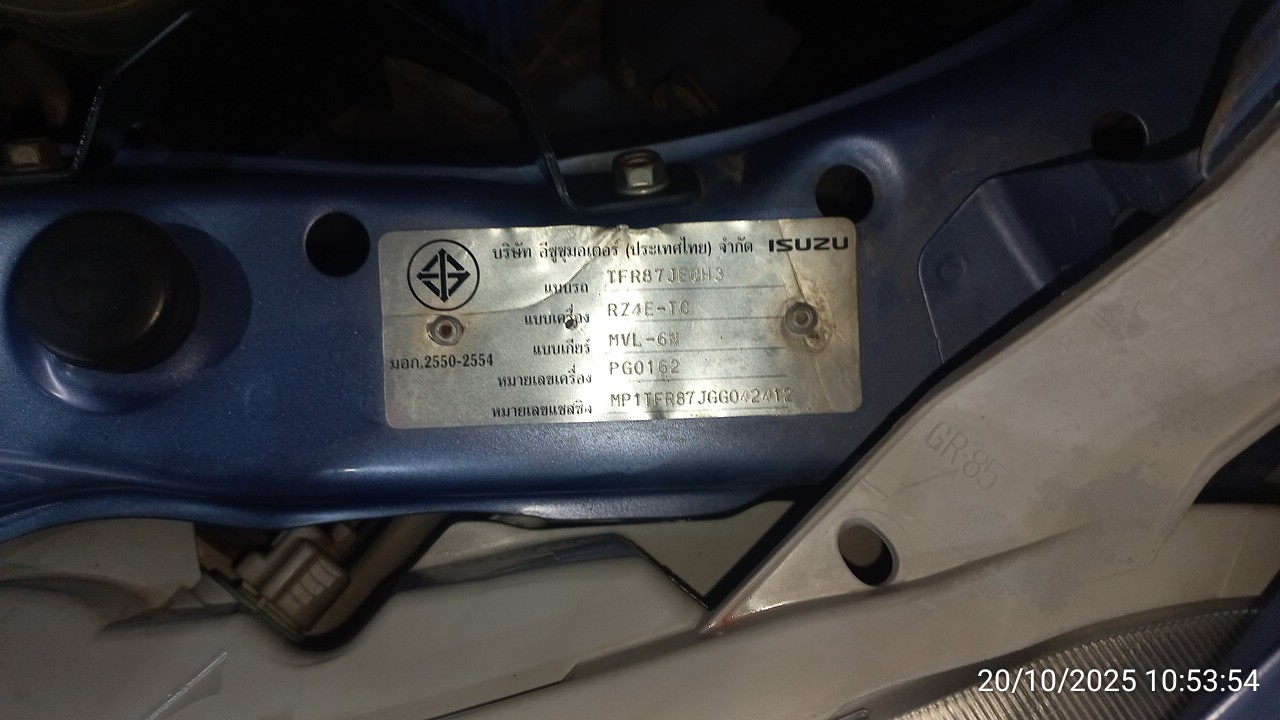 บริษัท อีซูซุมอเตอร์ (ประเทศไทย) จำกัด ISUZU
แบบรถ
แบบเครื่อง RZ4E-TC
แบบเกียร์ MVL-6N
มอก.2550-2554
หมายเลขเครื่อง PG0162
หมายเลขแชสซีง MP1TFR87JGG042412
GR-85
20/10/2025 10:53:54